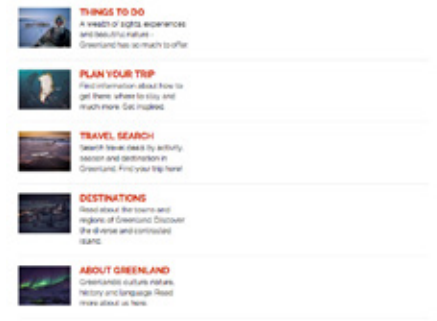 THINGS TO DO
A wealth of sights, experiences
and beautiful nature -
Greenland has so much to offer
PLAN YOUR TRIP
Find information about how to
get there, where to stay and
much more. Get inspired.
TRAVEL SEARCH
Search travel deals by activity,
season and destination in
Greenland. Find your trip here!
DESTINATIONS
Read about the towns and
regions of Greenland. Discover
the diverse and contrasted
island.
ABOUT GREENLAND
Greenlandic culture, nature,
history and language. Read
more about us here.